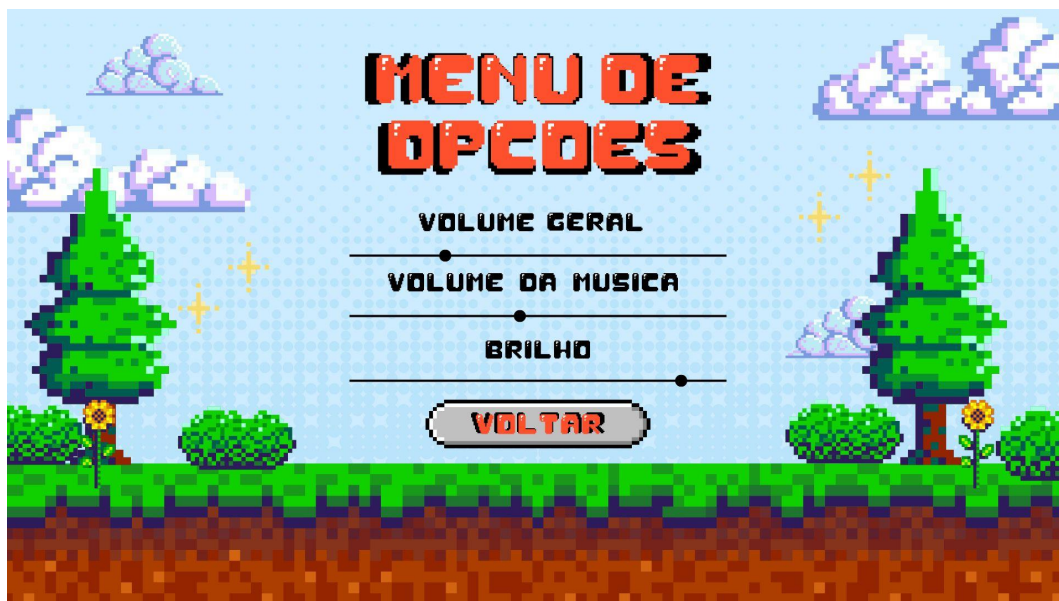 MENU DE
OPCOES
VOLUME GERAL
VOLUME DA MUSICA
BRILHO
VOLTAR